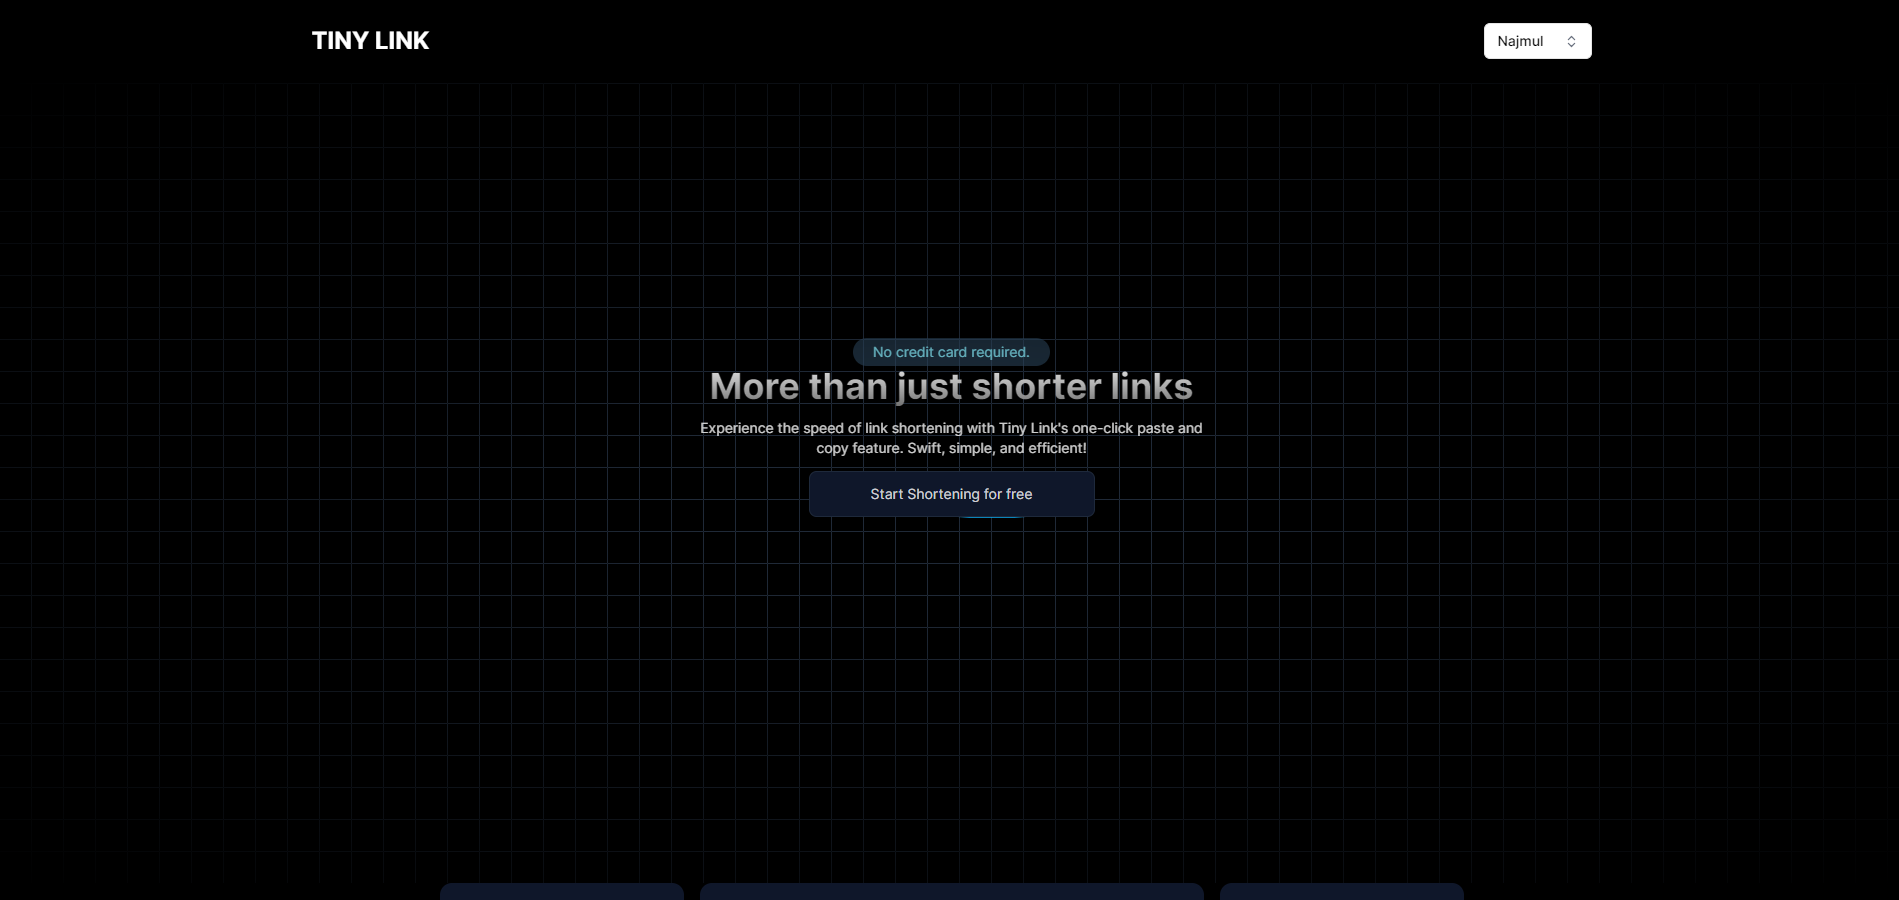 TINY LINK
Najmul
No credit card required.
More than just shorter links
Experience the speed of link shortening with Tiny Link's one-click paste and
copy feature. Swift, simple, and efficient!
Start Shortening for free